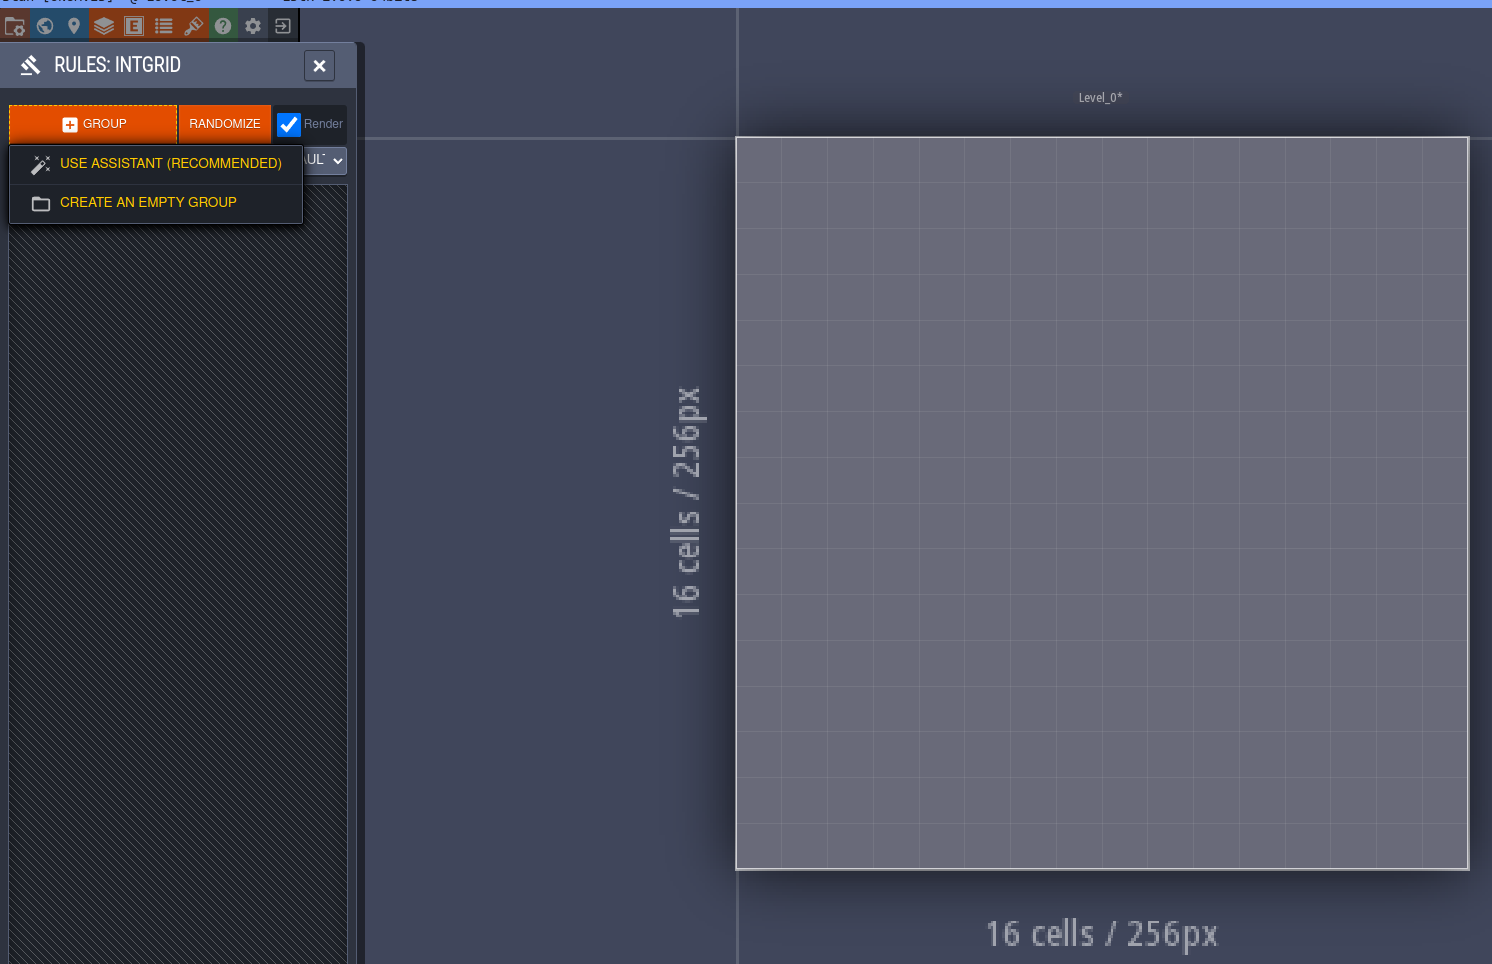 E
RULES: INTGRID
GROUP
RANDOMIZE
Render
USE ASSISTANT (RECOMMENDED)
CREATE AN EMPTY GROUP
Level_0*
16 cells / 256px
16 cells / 256px